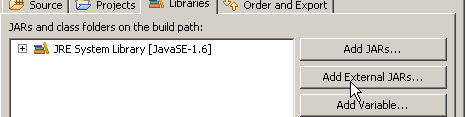 Source Projects Libraries Order and Export
JARs and class folders on the build path:
JRE System Library [JavaSE-1.6]
Add JARs...
Add External JARs...
Add Variable...